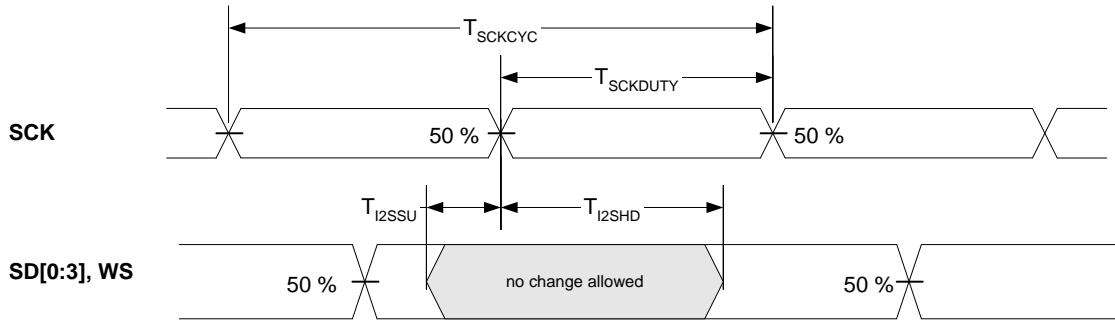 T_SCKCYC
T_SCKDUTY
SCK
50 %
50 %
T_I2SSU
T_I2SHD
SD[0:3], WS
50 %
no change allowed
50 %